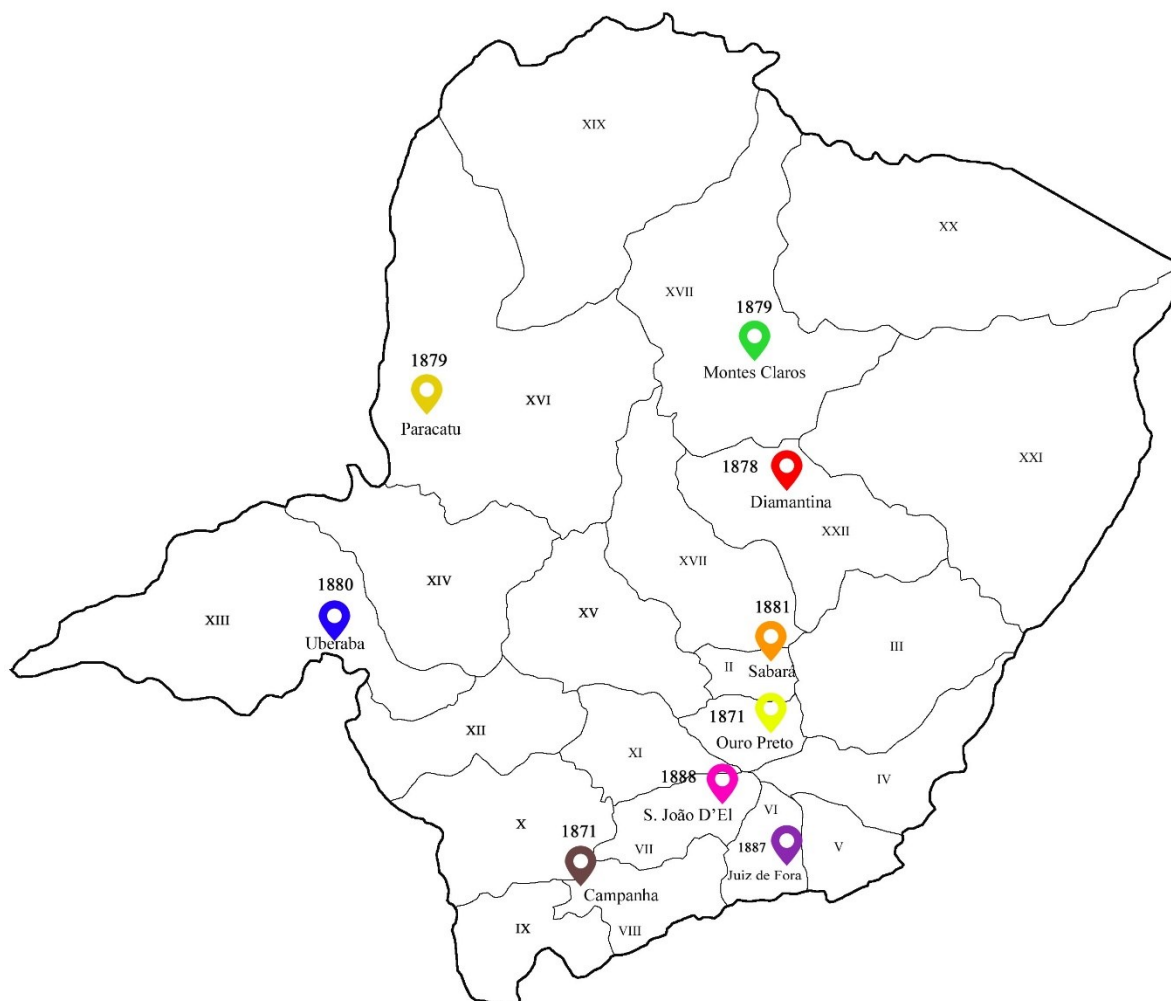 XIX
XX
XVII
1879
Montes Claros
1879
Paracatu
XVI
XXI
1878
Diamantina
XXII
XVII
XIV
1880
XIII
Uberaba
XV
1881
III
II
Sabará
1871
Ouro Preto
XII
XI
IV
1888
S. João D'El
VI
X
1871
VII
1887
V
Juiz de Fora
Campanha
IX
VIII